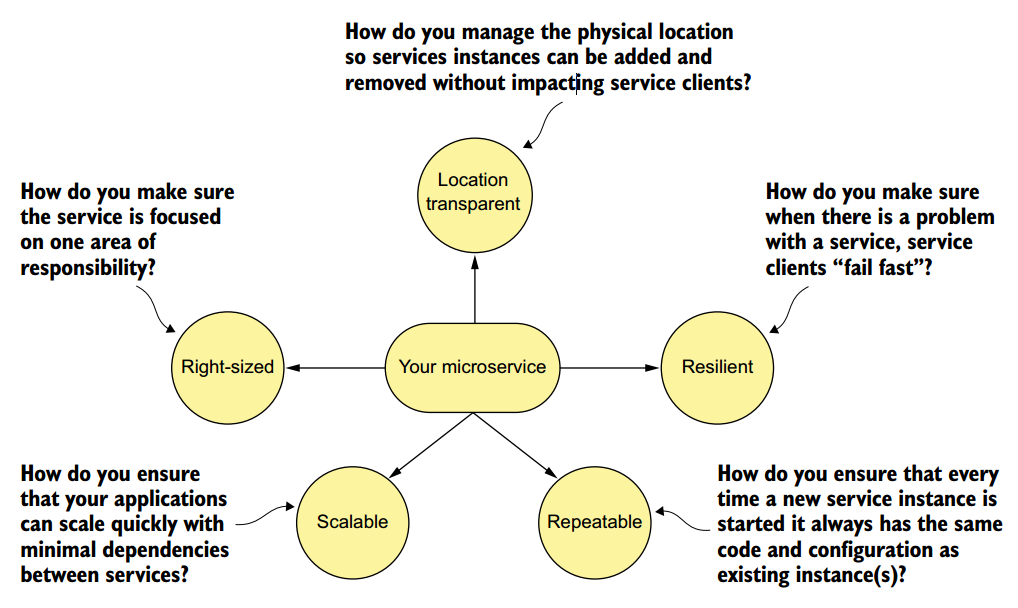 How do you manage the physical location
so services instances can be added and
removed without impacting service clients?
Location
transparent
How do you make sure
the service is focused
on one area of
responsibility?
How do you make sure
when there is a problem
with a service, service
clients “fail fast”?
Right-sized
Your microservice
Resilient
How do you ensure
that your applications
can scale quickly with
minimal dependencies
between services?
Scalable
Repeatable
How do you ensure that every
time a new service instance is
started it always has the same
code and configuration as
existing instance(s)?